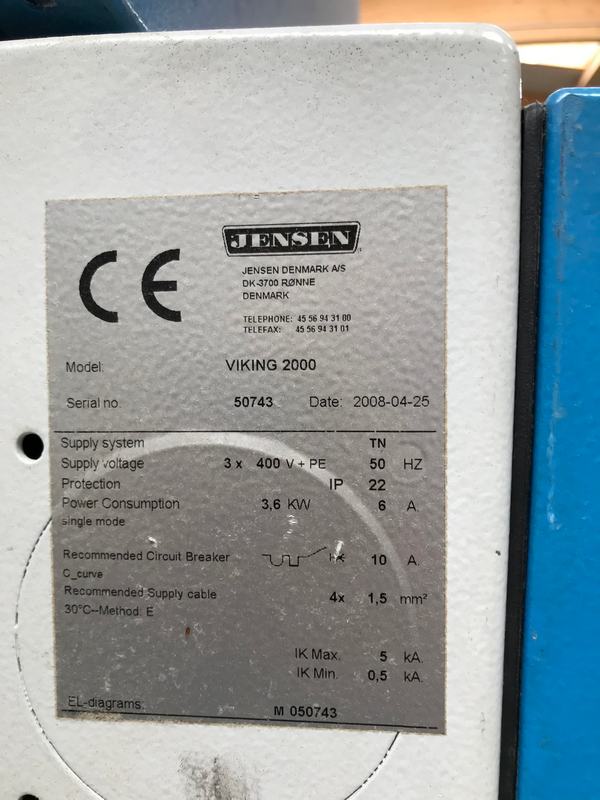 CE
JENSEN
JENSEN DENMARK A/S
DK-3700 RØNNE
DENMARK
TELEPHONE: 45 56 94 31 00
TELEFAX: 45 56 94 31 01
Model: VIKING 2000
Serial no. 50743 Date: 2008-04-25
Supply system TN
Supply voltage 3 x 400 V + PE 50 HZ
Protection IP 22
Power Consumption 3,6 KW 6 A
single mode
Recommended Circuit Breaker 10 A.
C_curve
Recommended Supply cable 4x 1,5 mm²
30°C--Method: E
IK Max. 5 kA.
IK Min. 0,5 kA.
EL-diagrams: M 050743